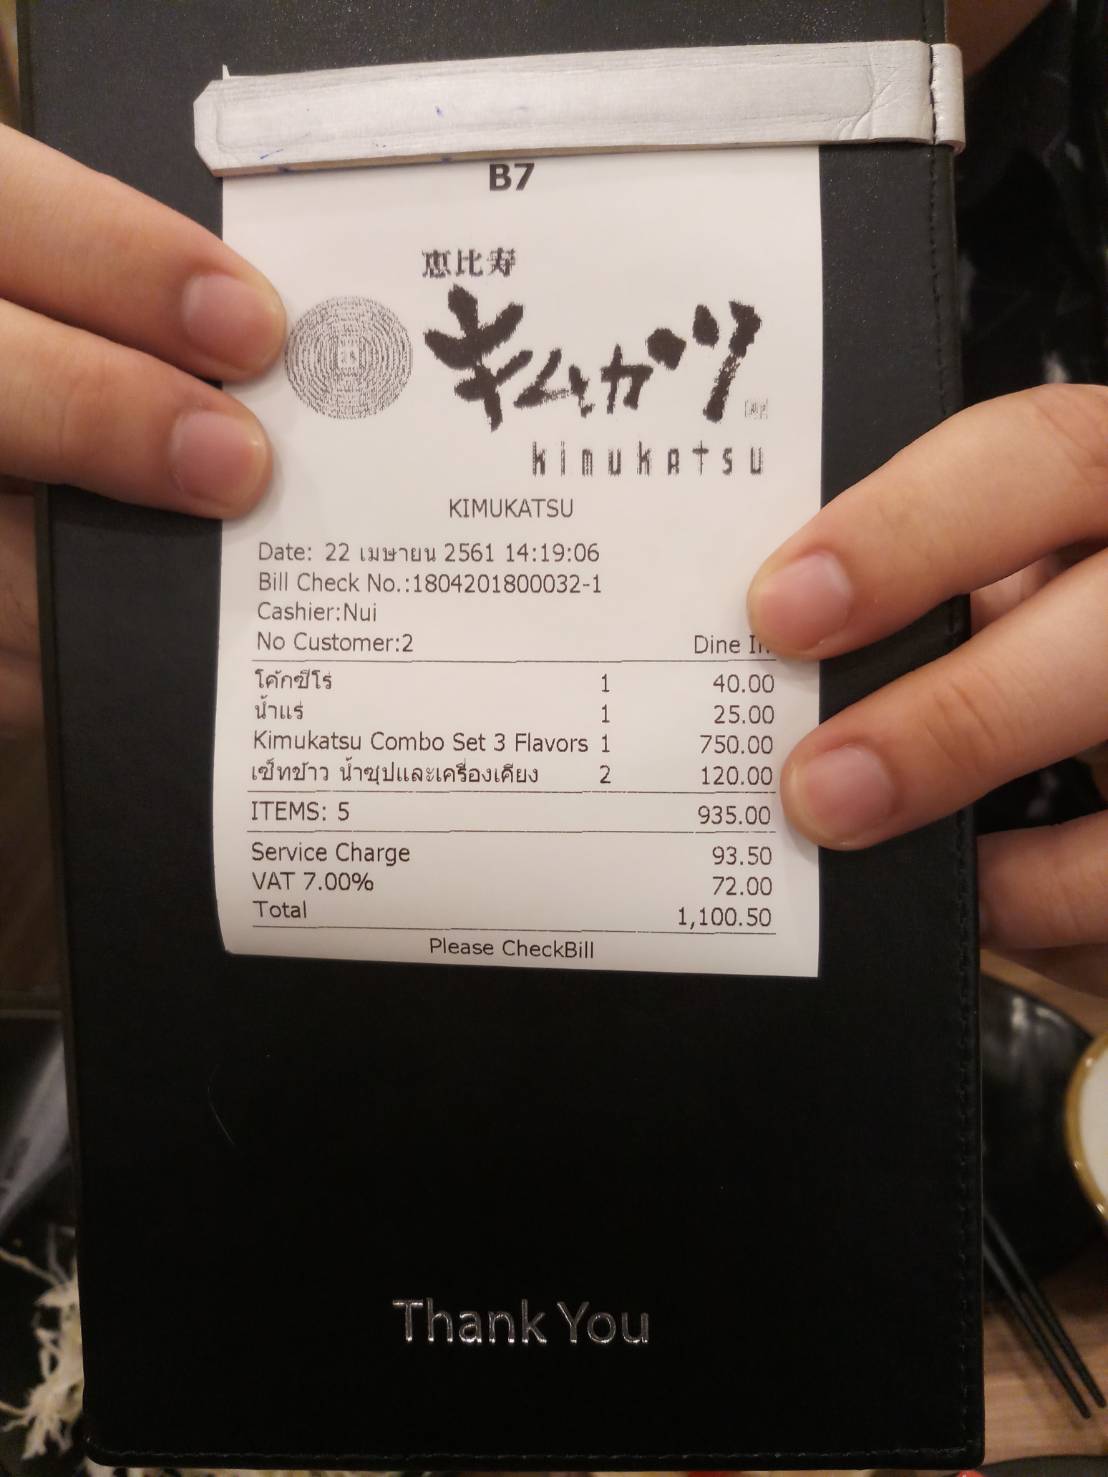 B7
恵比寿
キムカツ
kimukatsu
KIMUKATSU
Date: 22 เมษายน 2561 14:19:06
Bill Check No.:1804201800032-1
Cashier:Nui
No Customer:2 Dine In
โค้กซีโร่ 1 40.00
น้ำแร่ 1 25.00
Kimukatsu Combo Set 3 Flavors 1 750.00
เซ็ทข้าว น้ำซุปและเครื่องเคียง 2 120.00
ITEMS: 5 935.00
Service Charge 93.50
VAT 7.00% 72.00
Total 1,100.50
Please CheckBill
Thank You